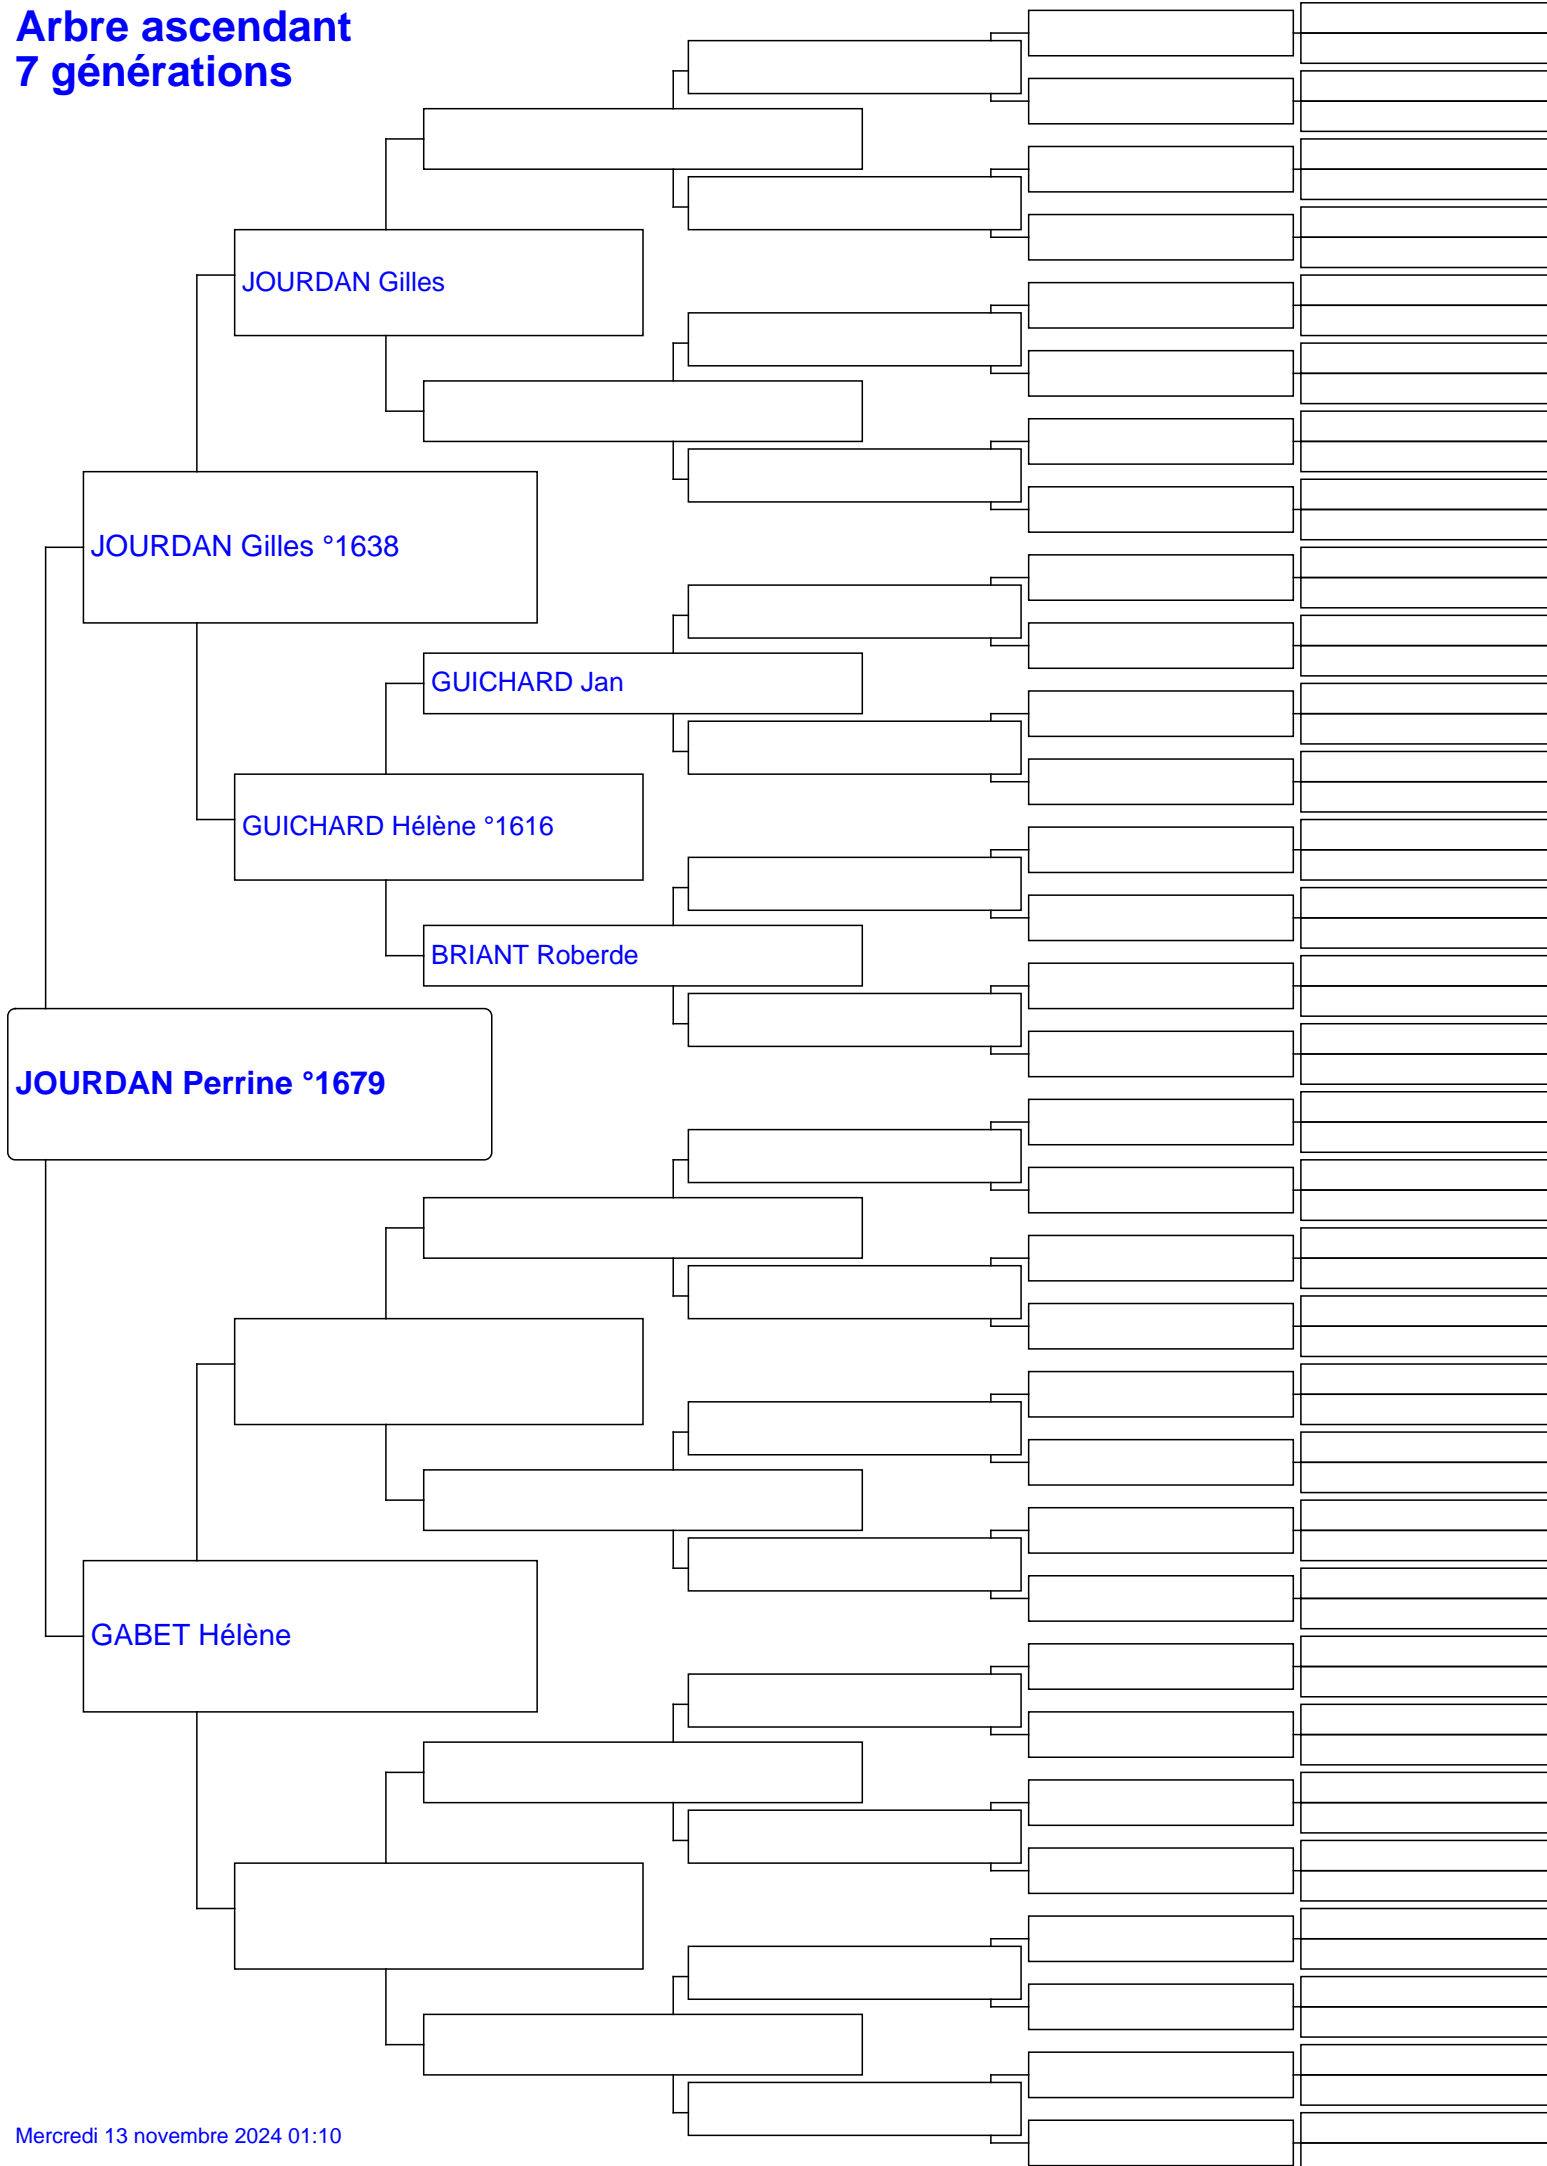 Arbre ascendant
7 générations
JOURDAN Gilles
JOURDAN Gilles °1638
GUICHARD Jan
GUICHARD Hélène °1616
BRIANT Roberde
JOURDAN Perrine °1679
GABET Hélène
Mercredi 13 novembre 2024 01:10